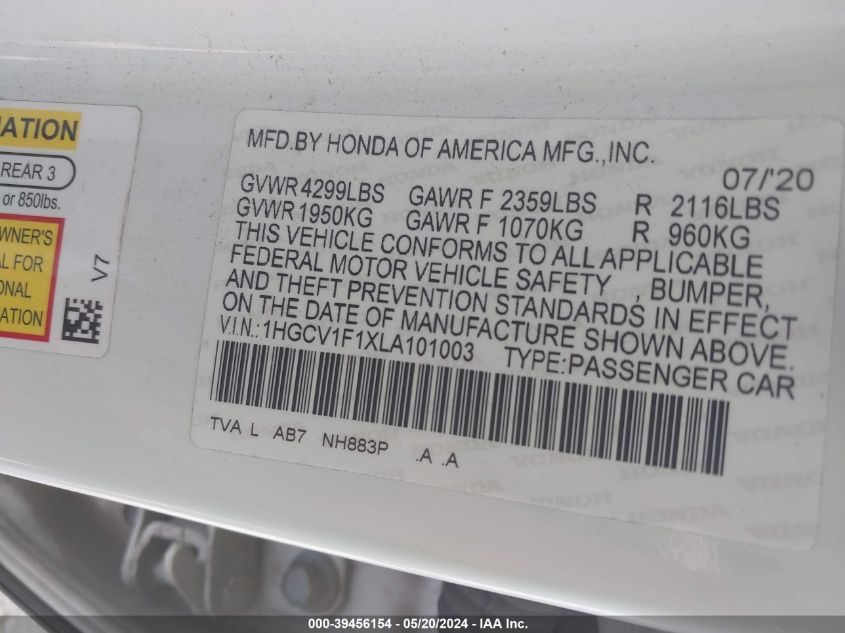 MATION
REAR 3
or 850lbs.
OWNER'S
AL FOR
ONAL
ATION
V7
MFD.BY HONDA OF AMERICA MFG.,INC.
07/'20
GVWR 4299LBS GAWR F 2359LBS R 2116LBS
GVWR 1950KG GAWR F 1070KG R 960KG
THIS VEHICLE CONFORMS TO ALL APPLICABLE
FEDERAL MOTOR VEHICLE SAFETY , BUMPER,
AND THEFT PREVENTION STANDARDS IN EFFECT
ON THE DATE OF MANUFACTURE SHOWN ABOVE.
V.I.N.: 1HGCV1F1XLA101003 TYPE:PASSENGER CAR
TVA L AB7 NH883P .A .A
000-39456154 - 05/20/2024 - IAA Inc.